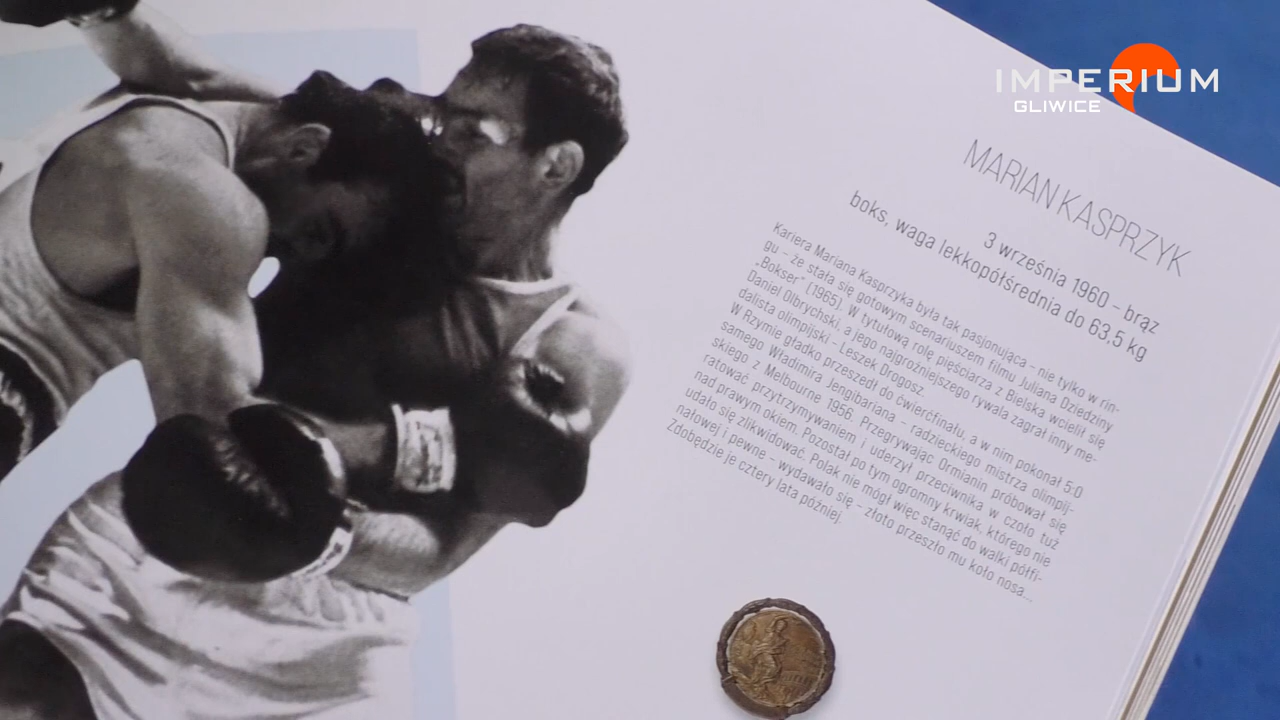 IMPERIUM
GLIWICE
MARIAN KASPRZYK
3 września 1960 – brąz
boks, waga lekkopółśrednia do 63,5 kg
Kariera Mariana Kasprzyka była tak pasjonująca – nie tylko w rin-
gu – że stała się gotowym scenariuszem filmu Juliana Dziedziny
„Bokser" (1965). W tytułową rolę pięściarza z Bielska wcielił się
Daniel Olbrychski, a jego najgroźniejszego rywala zagrał inny me-
dalista olimpijski – Leszek Drogosz.
W Rzymie gładko przeszedł do ćwierćfinału, a w nim pokonał 5:0
samego Władimira Jengibariana – radzieckiego mistrza olimpij-
skiego z Melbourne 1956. Przegrywając Ormianin próbował się
ratować przytrzymywaniem i uderzył przeciwnika w czoło tuż
nad prawym okiem. Pozostał po tym ogromny krwiak, którego nie
udało się zlikwidować. Polak nie mógł więc stanąć do walki półfi-
nałowej i pewne – wydawało się – złoto przeszło mu koło nosa...
Zdobędzie je cztery lata później.